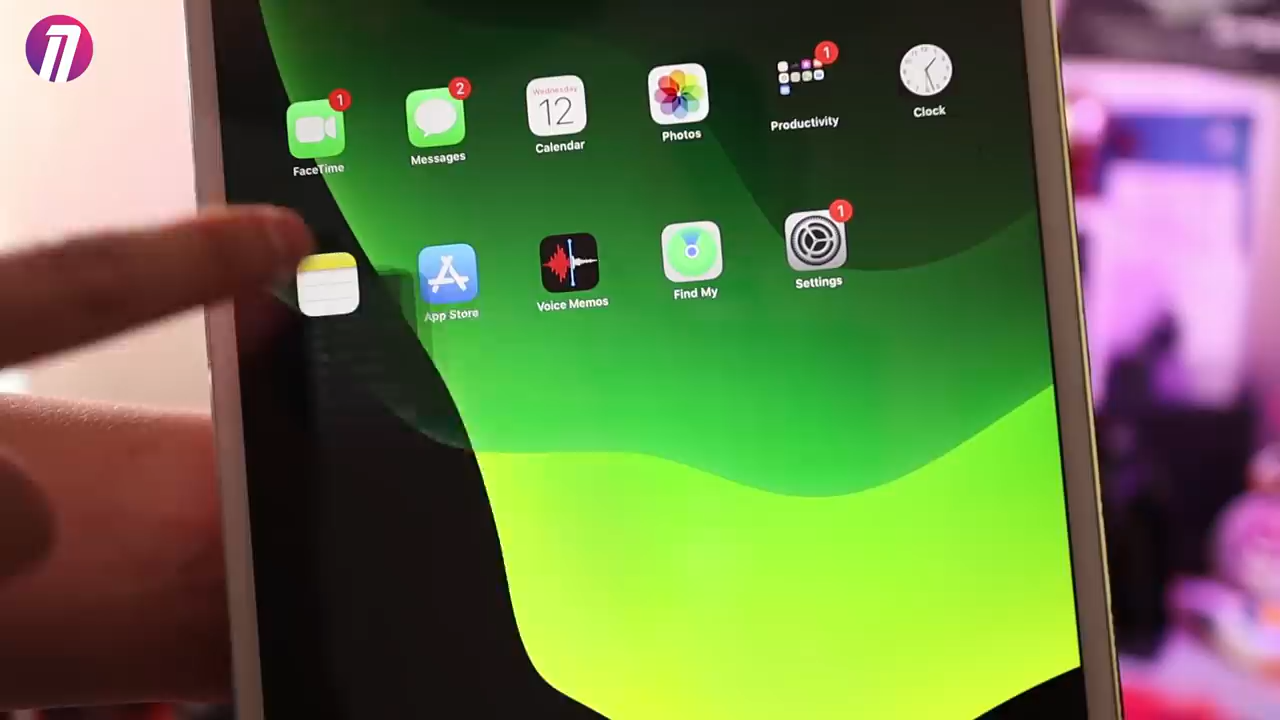 1
2
1
FaceTime
Messages
Wednesday
12
Calendar
Photos
Productivity
Clock
1
App Store
Voice Memos
Find My
Settings